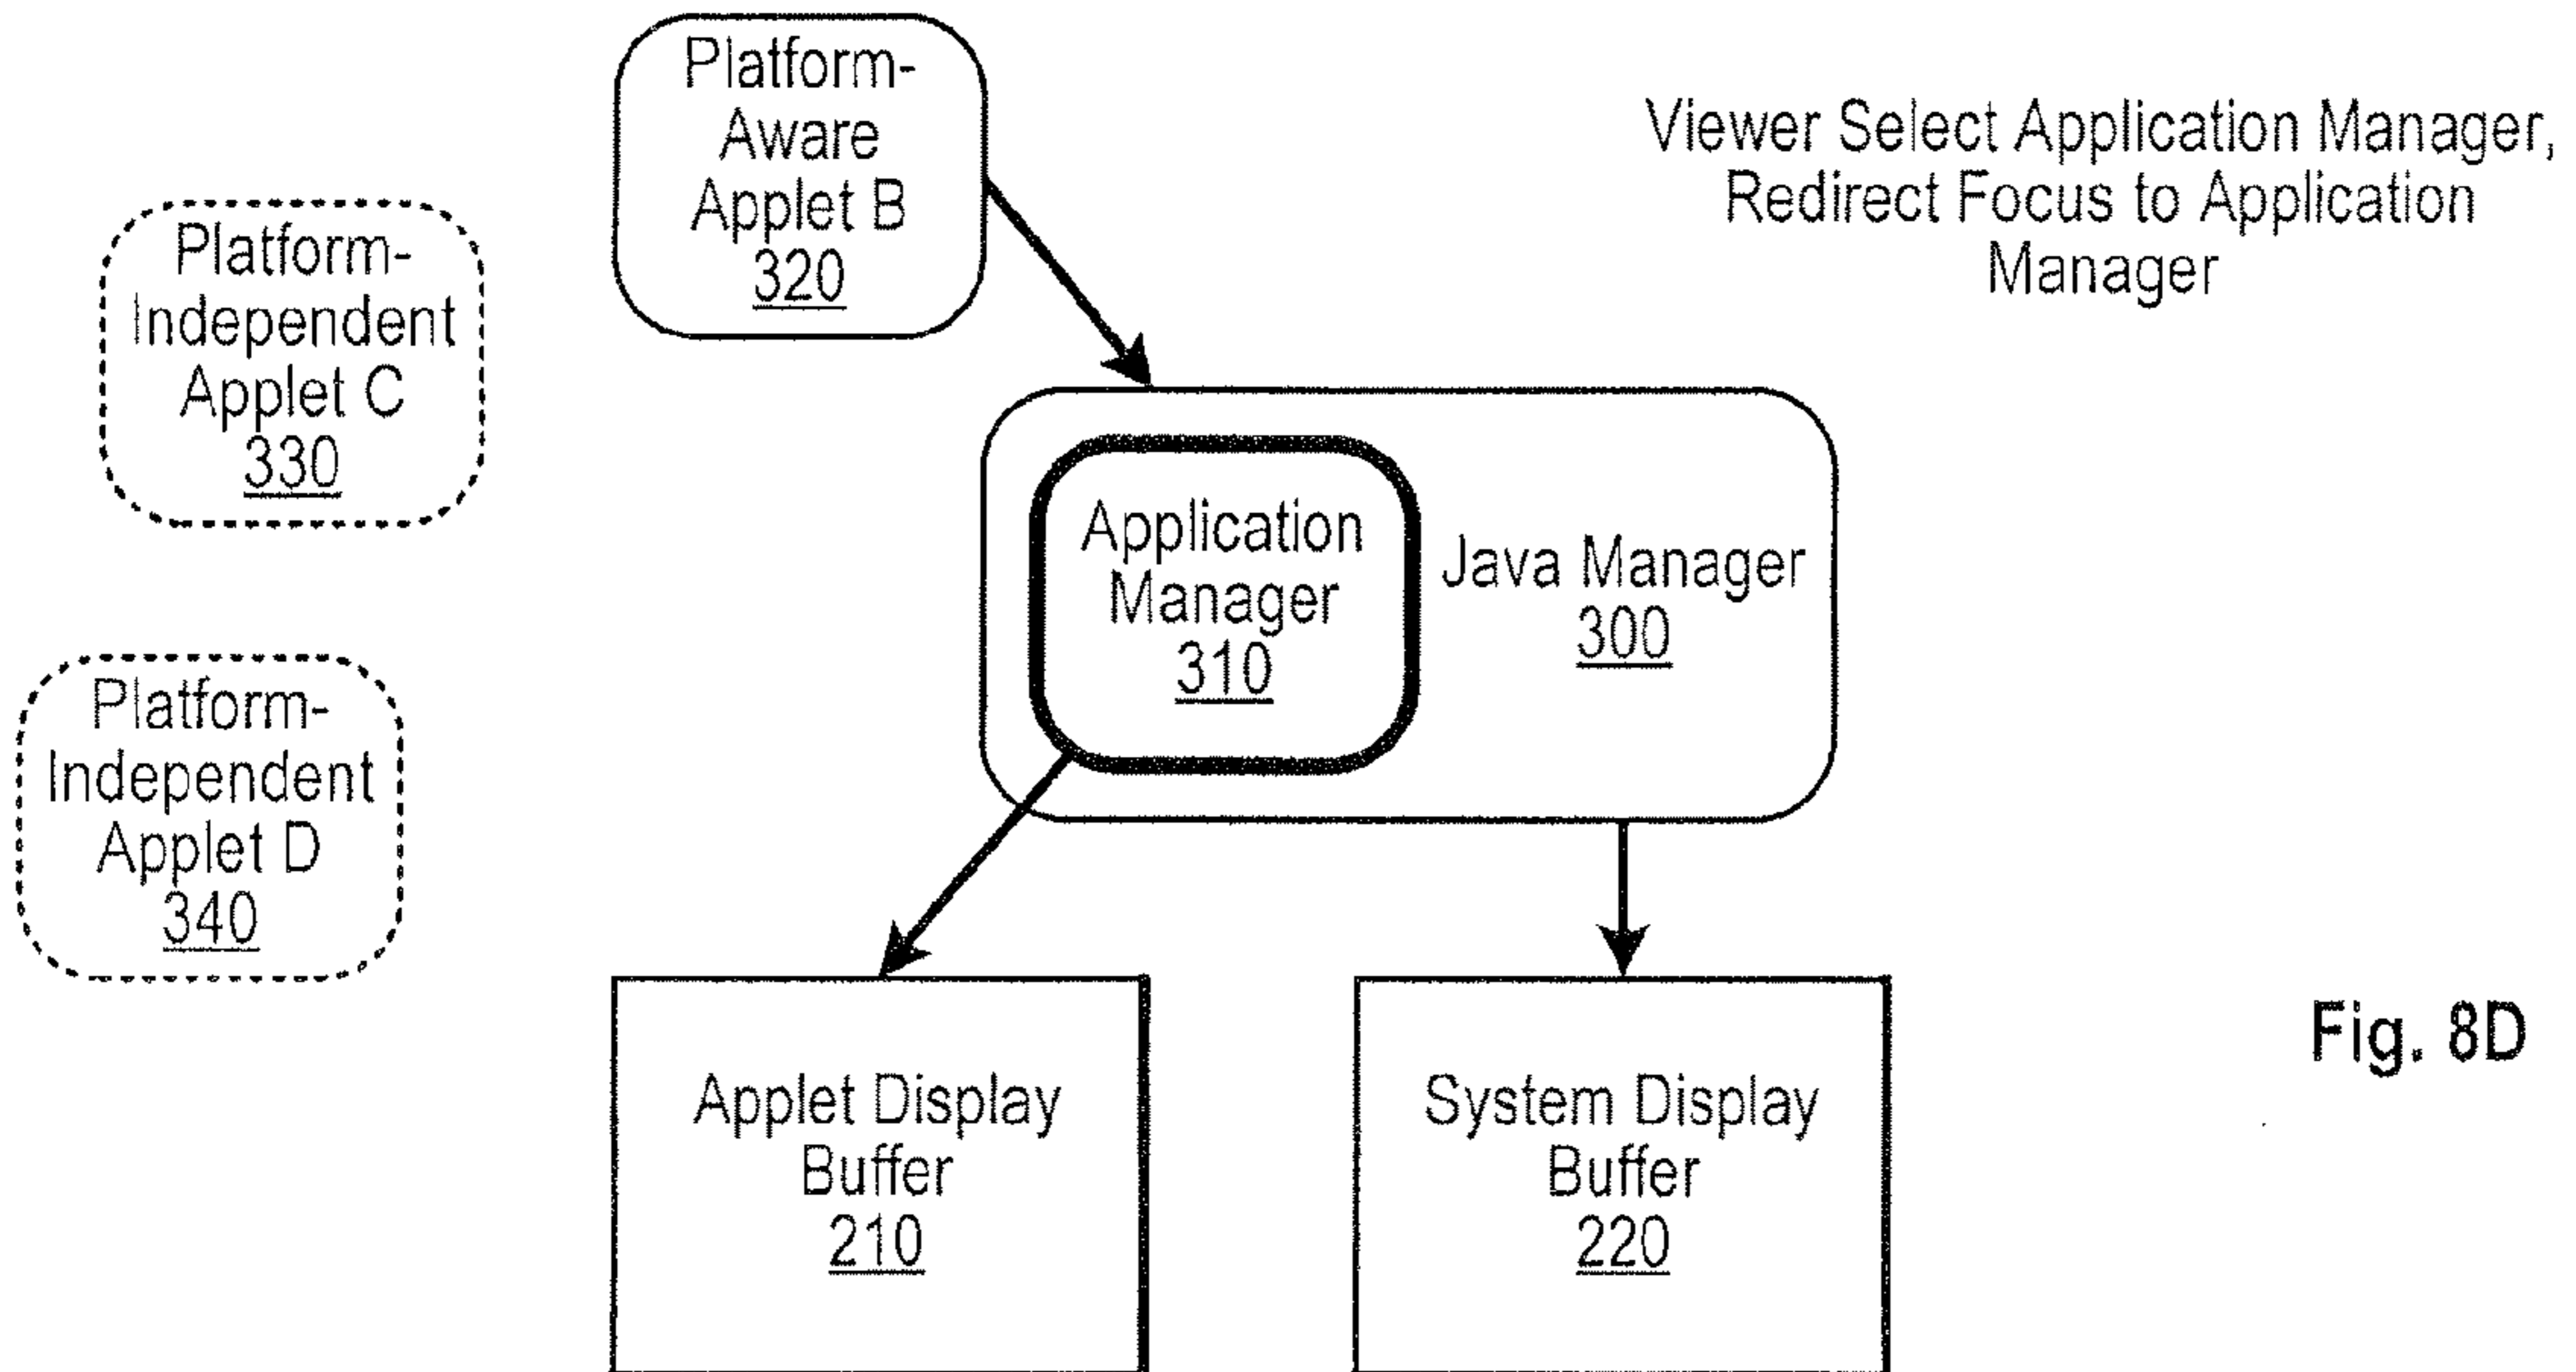 Platform-
Aware
Applet B
320
Viewer Select Application Manager,
Redirect Focus to Application
Manager
Platform-
Independent
Applet C
330
Application
Manager
310
Java Manager
300
Platform-
Independent
Applet D
340
Applet Display
Buffer
210
System Display
Buffer
220
Fig. 8D